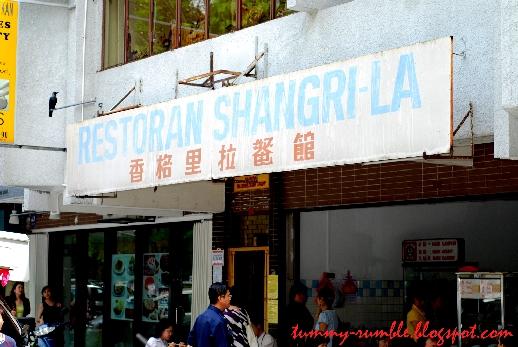 RESTORAN SHANGRI-LA
香格里拉餐館
tummy-rumble.blogspot.com